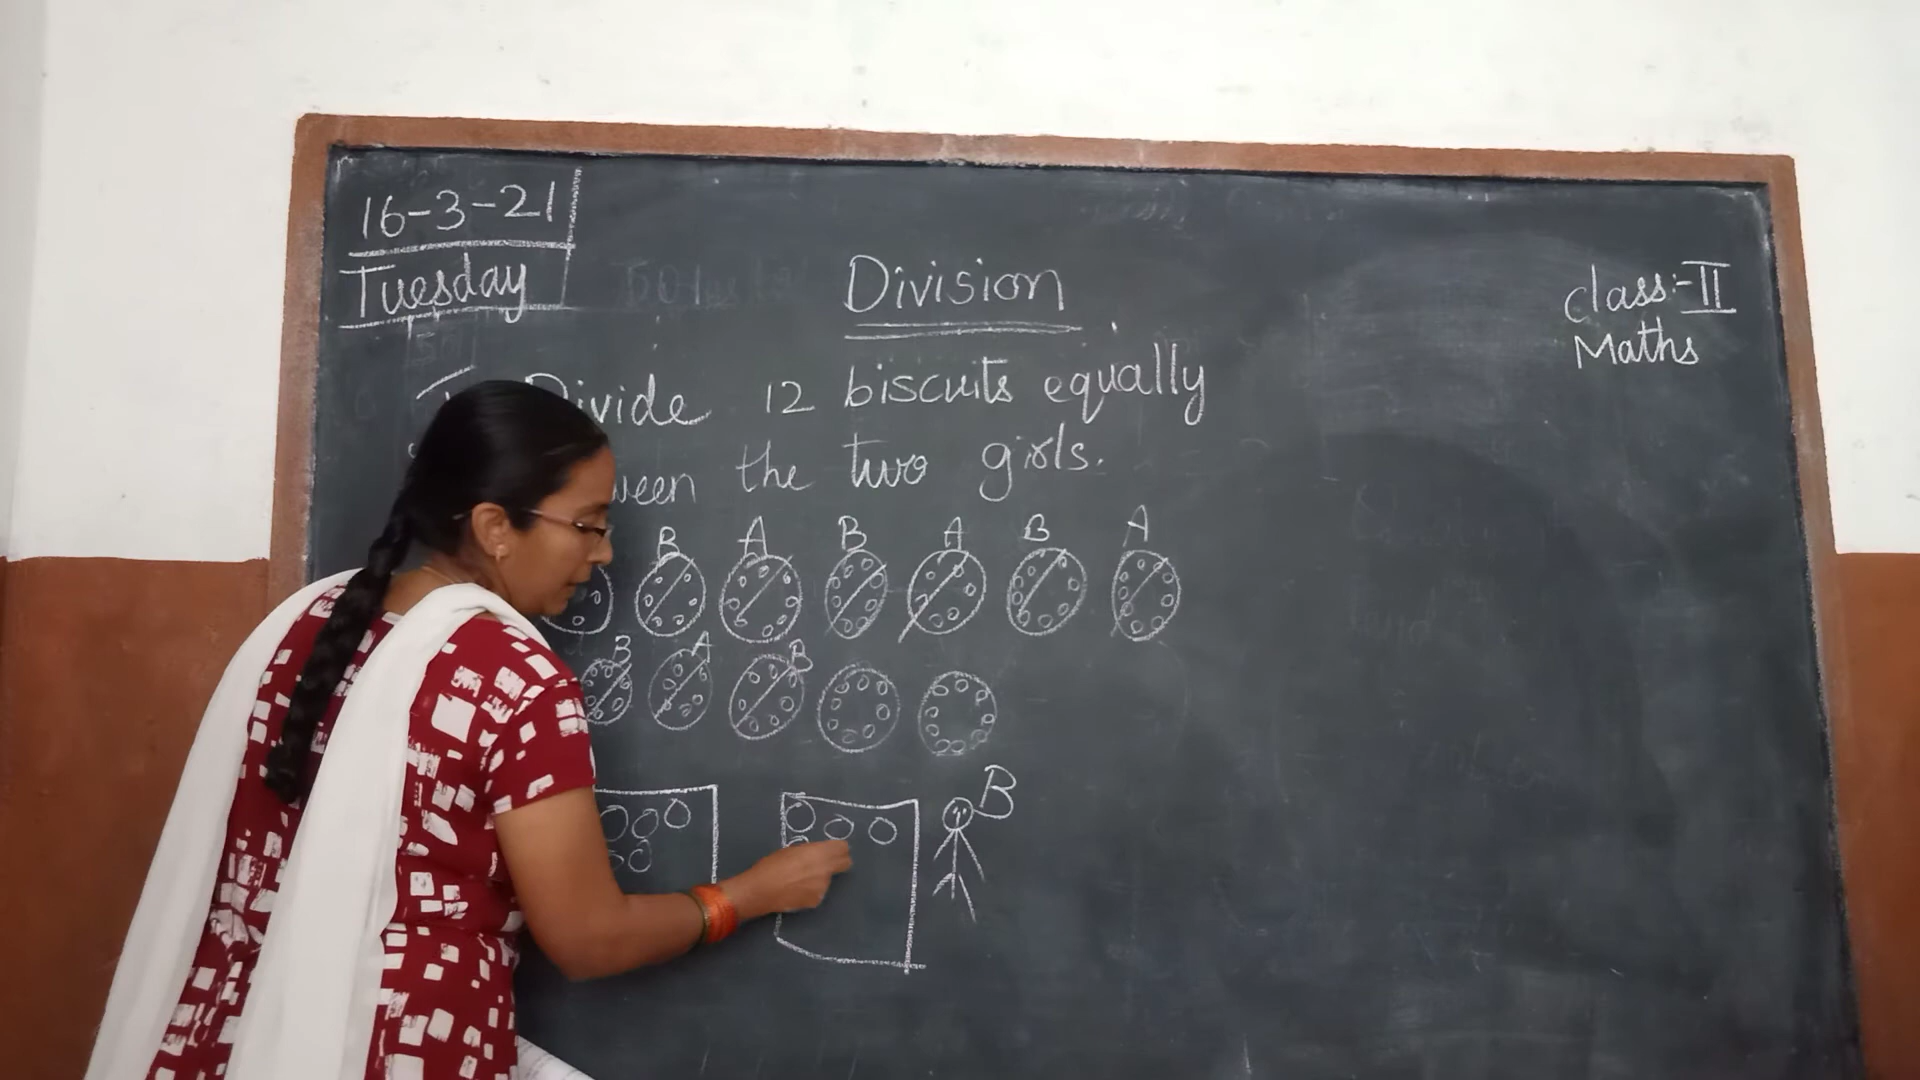 16-3-21
Tuesday
Division
Class:-II
Maths
Divide 12 biscuits equally
the two girls.
B A B A B A
B A B
B